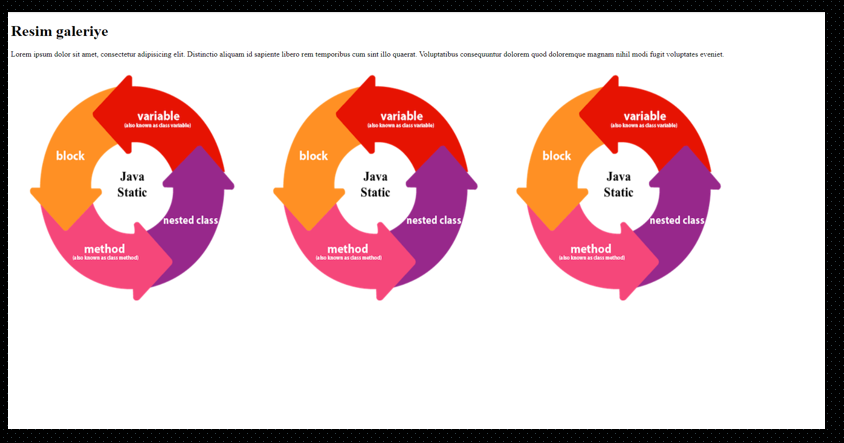 Resim galeriye
Lorem ipsum dolor sit amet, consectetur adipisicing elit. Distinctio aliquam id sapiente libero rem temporibus cum sint illo quaerat. Voluptatibus consequuntur dolorem quod doloremque magnam nihil modi fugit voluptates eveniet.
variable
(also known as class variable)
block
Java
Static
nested class
method
(also known as class method)
variable
(also known as class variable)
block
Java
Static
nested class
method
(also known as class method)
variable
(also known as class variable)
block
Java
Static
nested class
method
(also known as class method)